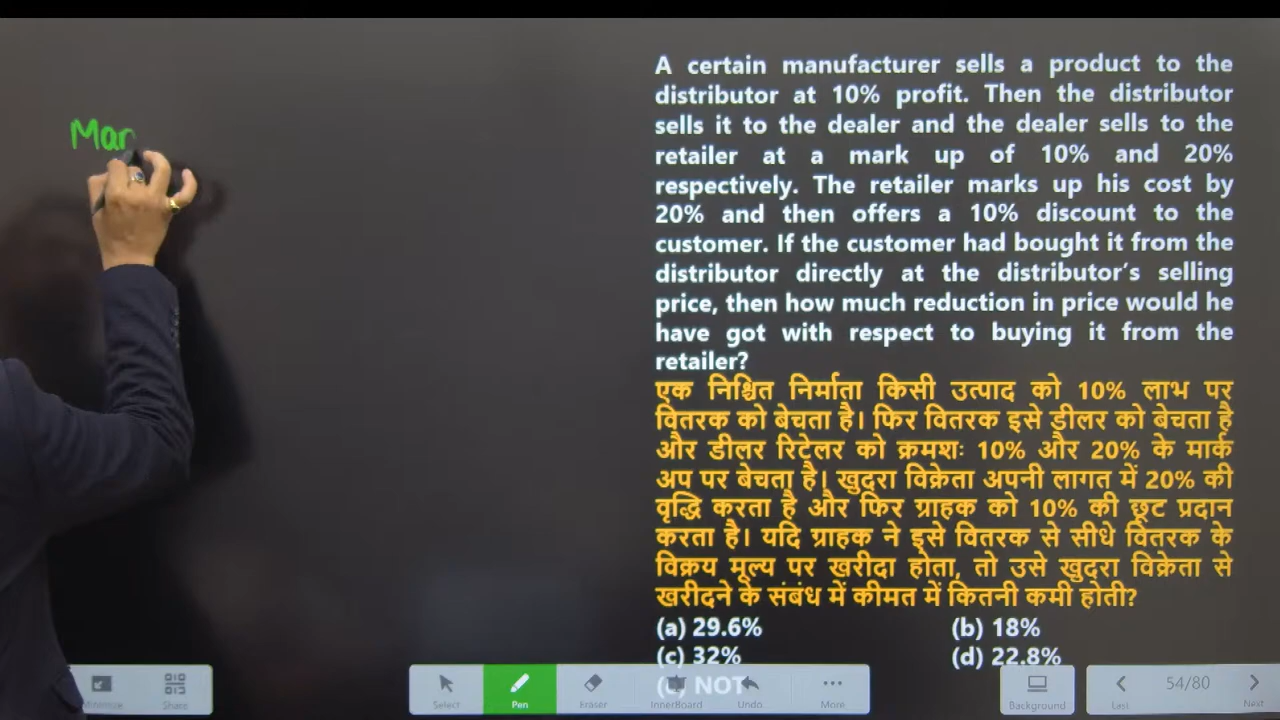 Mar
A certain manufacturer sells a product to the
distributor at 10% profit. Then the distributor
sells it to the dealer and the dealer sells to the
retailer at a mark up of 10% and 20%
respectively. The retailer marks up his cost by
20% and then offers a 10% discount to the
customer. If the customer had bought it from the
distributor directly at the distributor’s selling
price, then how much reduction in price would he
have got with respect to buying it from the
retailer?
एक निश्चित निर्माता किसी उत्पाद को 10% लाभ पर
वितरक को बेचता है। फिर वितरक इसे डीलर को बेचता है
और डीलर रिटेलर को क्रमशः 10% और 20% के मार्क
अप पर बेचता है। खुदरा विक्रेता अपनी लागत में 20% की
वृद्धि करता है और फिर ग्राहक को 10% की छूट प्रदान
करता है। यदि ग्राहक ने इसे वितरक से सीधे वितरक के
विक्रय मूल्य पर खरीदा होता, तो उसे खुदरा विक्रेता से
खरीदने के संबंध में कीमत में कितनी कमी होती?
(a) 29.6% (b) 18%
(c) 32% (d) 22.8%
NOT
Minimize Share Select Pen Eraser InnerBoard Undo More Background Last 54/80 Next